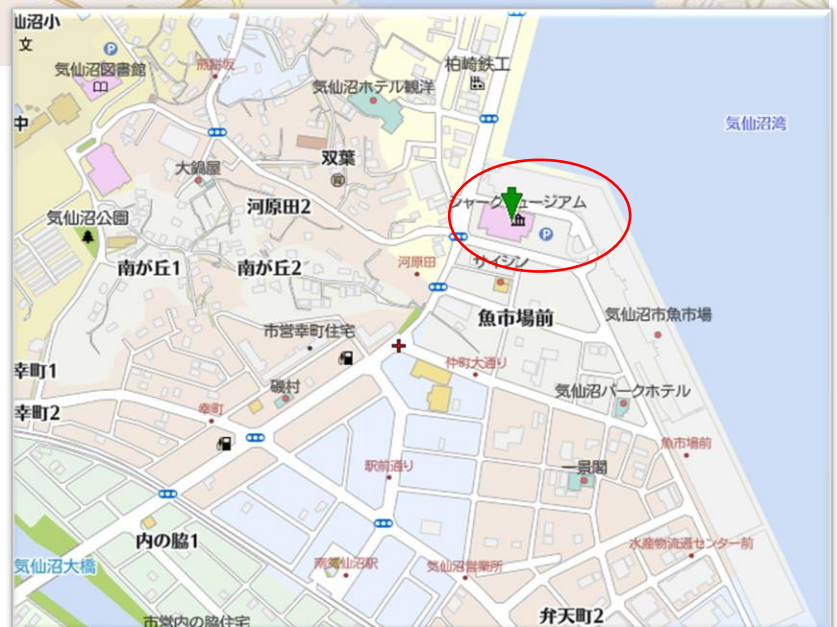 山沼小
文
P
気仙沼図書館
煎餅坂
気仙沼ホテル観洋
柏崎鉄工
気仙沼湾
中
大鍋屋
双葉
シャークミュージアム
P
気仙沼公園
河原田2
南が丘1
南が丘2
河原田
サイシン
魚市場前
気仙沼市魚市場
市営幸町住宅
仲町大通り
幸町1
磯村
気仙沼パークホテル
幸町2
幸町
魚市場前
駅前通り
一景閣
内の脇1
水産物流通センター前
気仙沼大橋
南気仙沼駅
気仙沼営業所
市営内の脇住宅
弁天町2